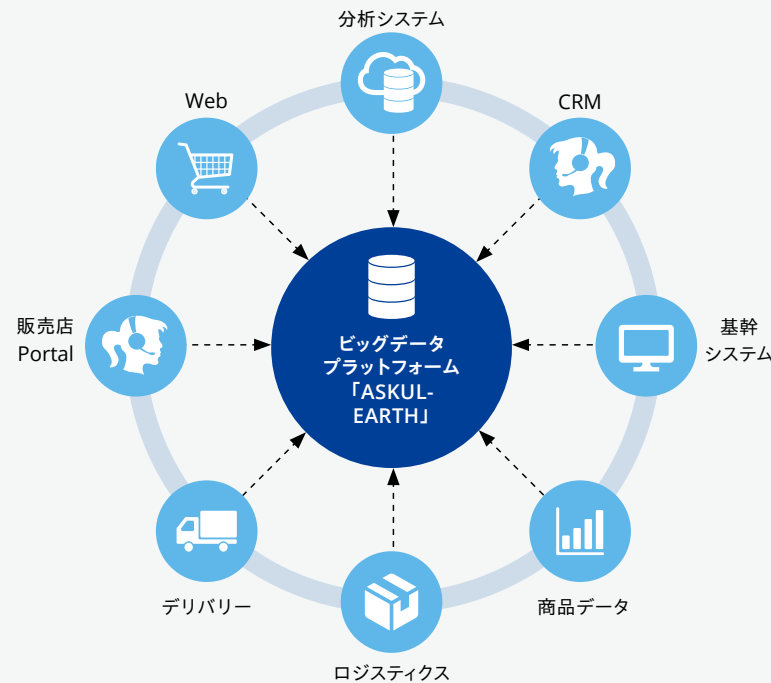 分析システム
Web
CRM
販売店
Portal
ビッグデータ
プラットフォーム
「ASKUL-
EARTH」
基幹
システム
デリバリー
商品データ
ロジスティクス